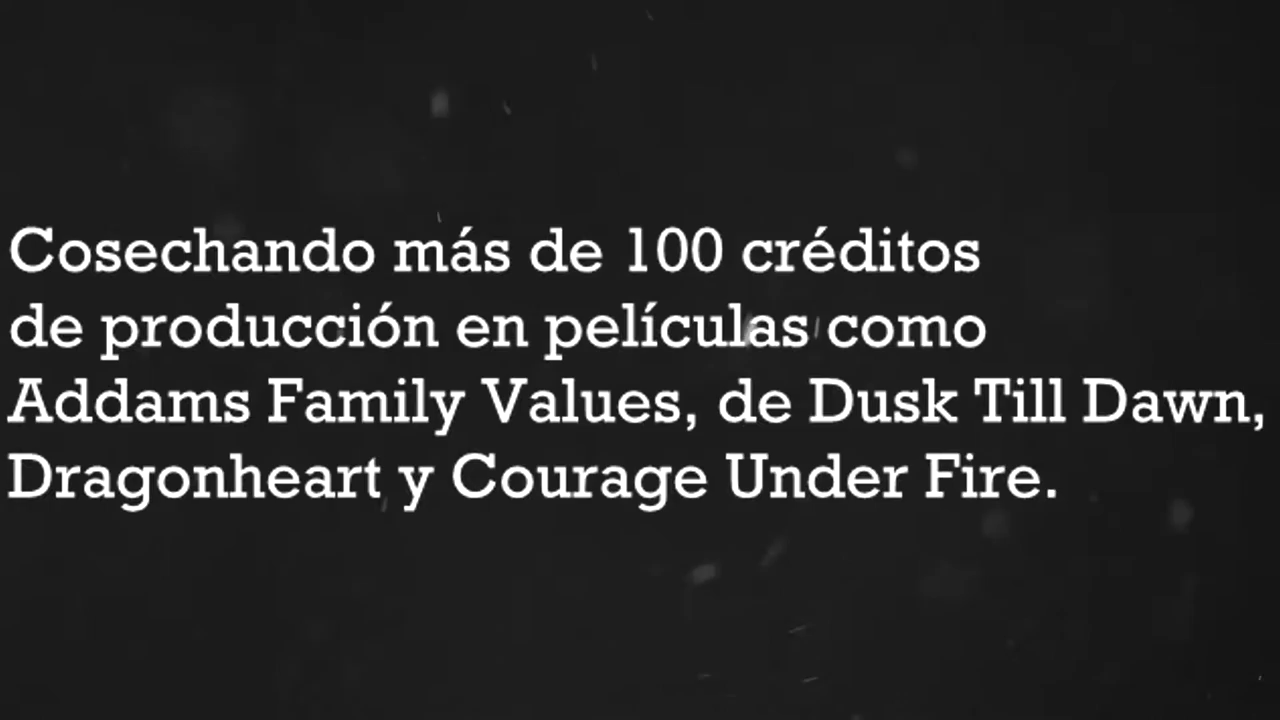 Cosechando más de 100 créditos
de producción en películas como
Addams Family Values, de Dusk Till Dawn,
Dragonheart y Courage Under Fire.